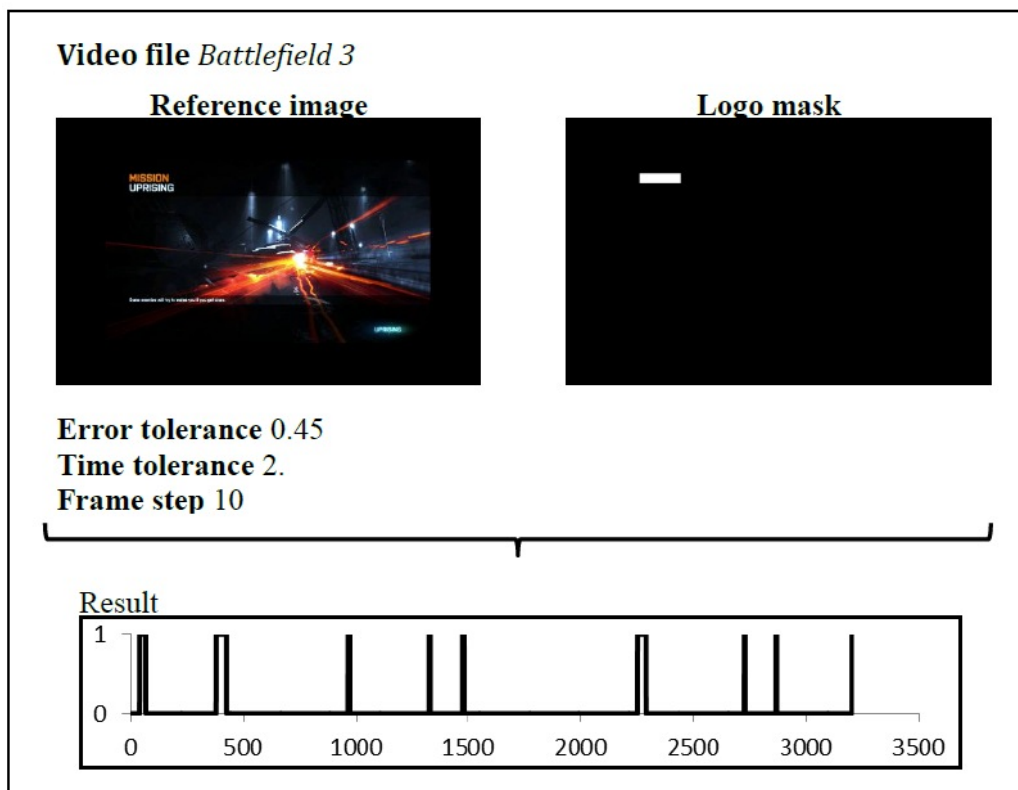 Video file Battlefield 3
Reference image
Logo mask
MISSION
UPRISING
UPRISING
Error tolerance 0.45
Time tolerance 2.
Frame step 10
Result
1
0
0 500 1000 1500 2000 2500 3000 3500